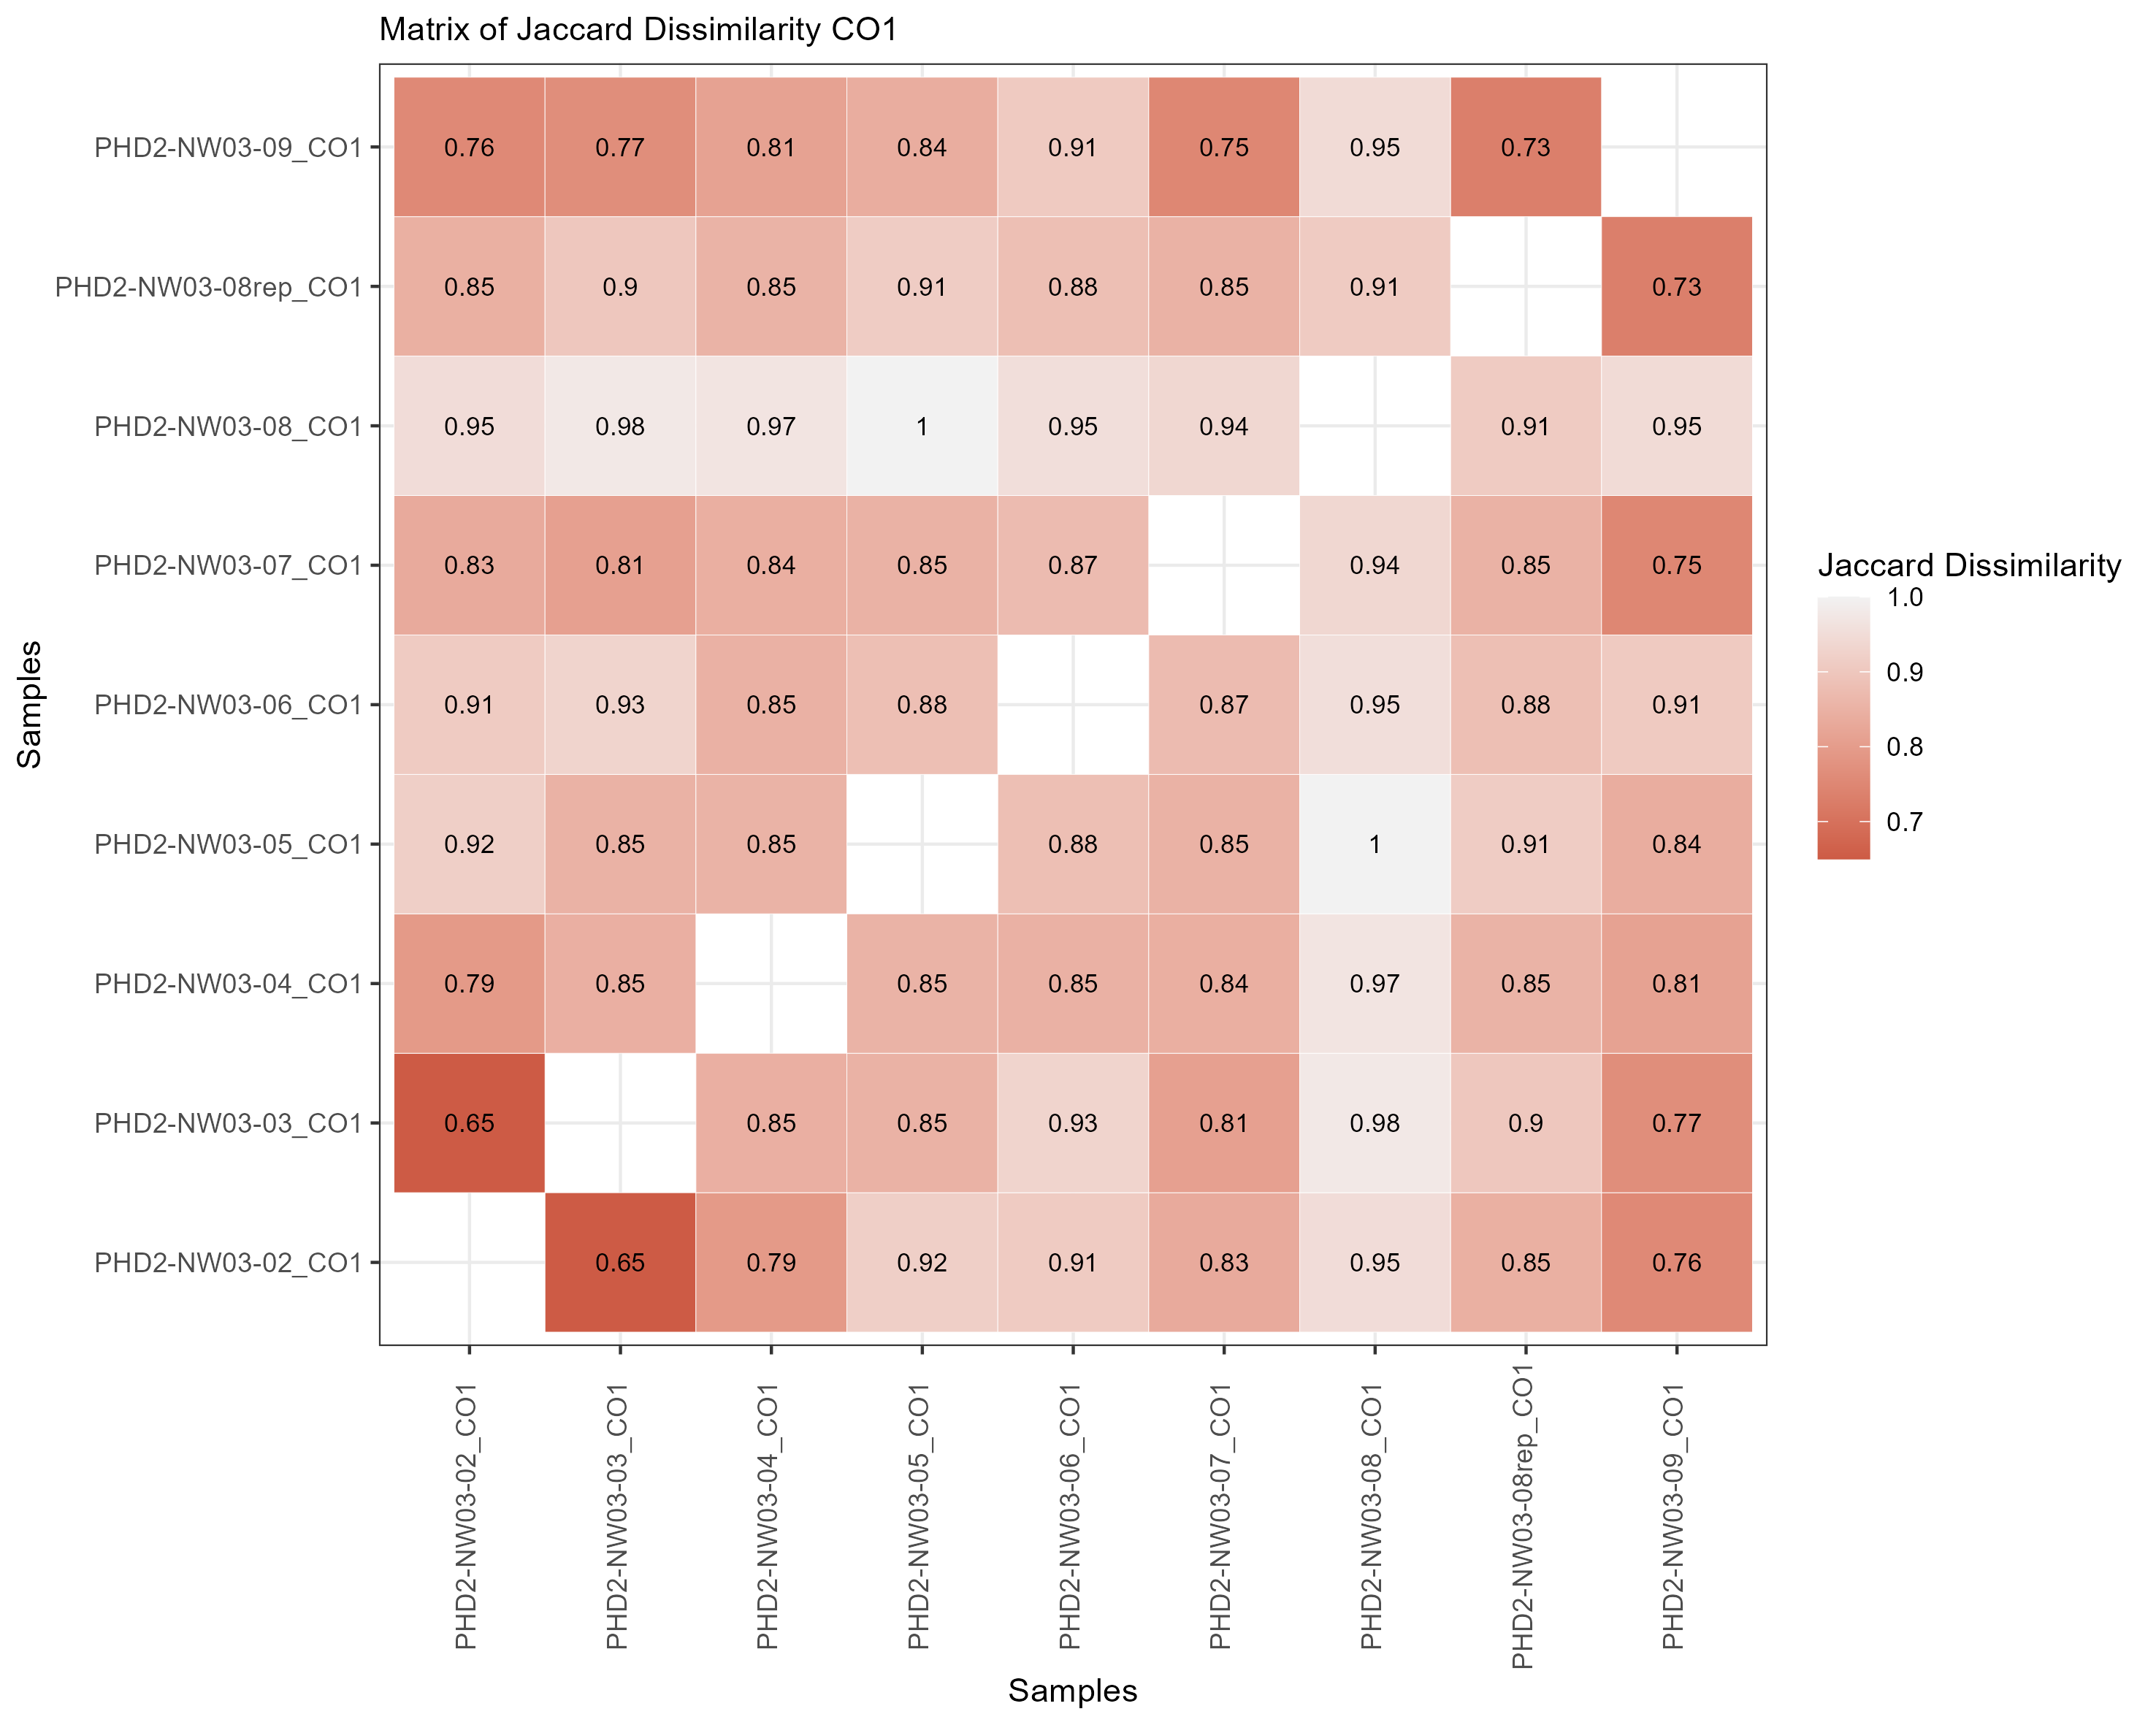 Matrix of Jaccard Dissimilarity CO1
PHD2-NW03-09_CO1 0.76 0.77 0.81 0.84 0.91 0.75 0.95 0.73
PHD2-NW03-08rep_CO1 0.85 0.9 0.85 0.91 0.88 0.85 0.91 0.73
PHD2-NW03-08_CO1 0.95 0.98 0.97 1 0.95 0.94 0.91 0.95
PHD2-NW03-07_CO1 0.83 0.81 0.84 0.85 0.87 0.94 0.85 0.75
PHD2-NW03-06_CO1 0.91 0.93 0.85 0.88 0.87 0.95 0.88 0.91
PHD2-NW03-05_CO1 0.92 0.85 0.85 0.88 0.85 1 0.91 0.84
PHD2-NW03-04_CO1 0.79 0.85 0.85 0.85 0.84 0.97 0.85 0.81
PHD2-NW03-03_CO1 0.65 0.85 0.85 0.93 0.81 0.98 0.9 0.77
PHD2-NW03-02_CO1 0.65 0.79 0.92 0.91 0.83 0.95 0.85 0.76
Samples
PHD2-NW03-02_CO1
PHD2-NW03-03_CO1
PHD2-NW03-04_CO1
PHD2-NW03-05_CO1
PHD2-NW03-06_CO1
PHD2-NW03-07_CO1
PHD2-NW03-08_CO1
PHD2-NW03-08rep_CO1
PHD2-NW03-09_CO1
Samples
Jaccard Dissimilarity
1.0
0.9
0.8
0.7